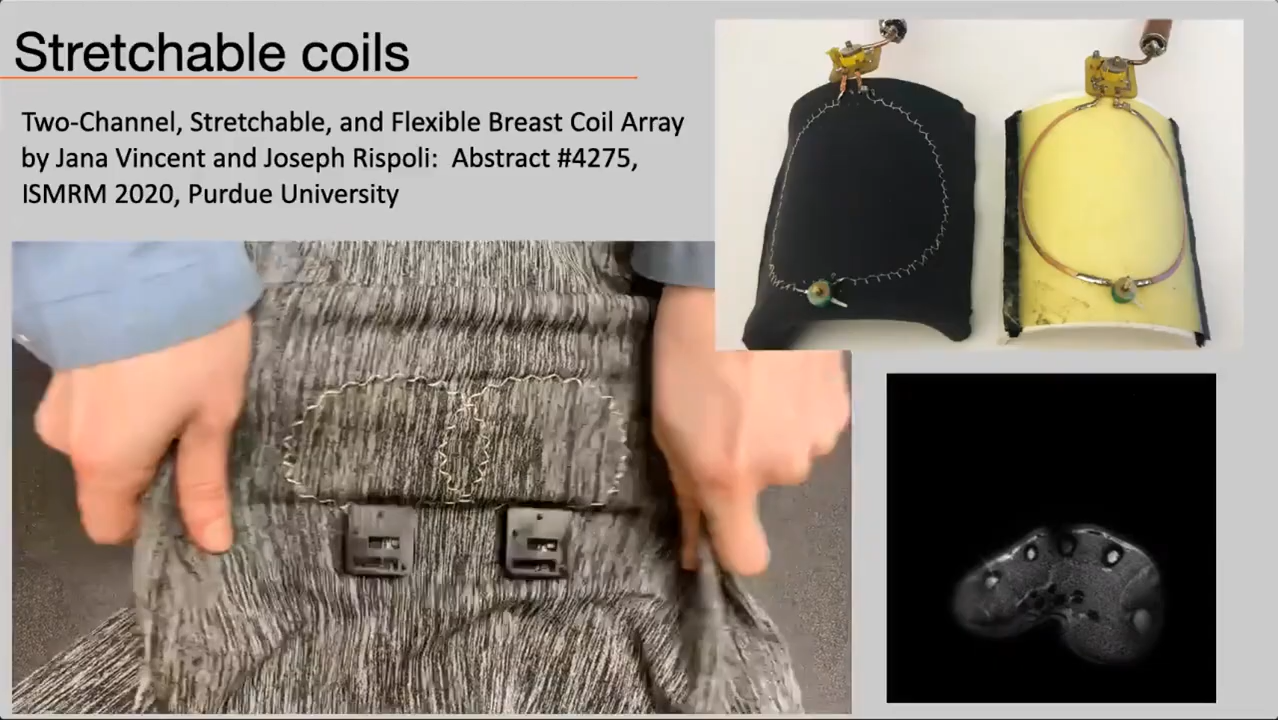 Stretchable coils
Two-Channel, Stretchable, and Flexible Breast Coil Array
by Jana Vincent and Joseph Rispoli:  Abstract #4275,
ISMRM 2020, Purdue University